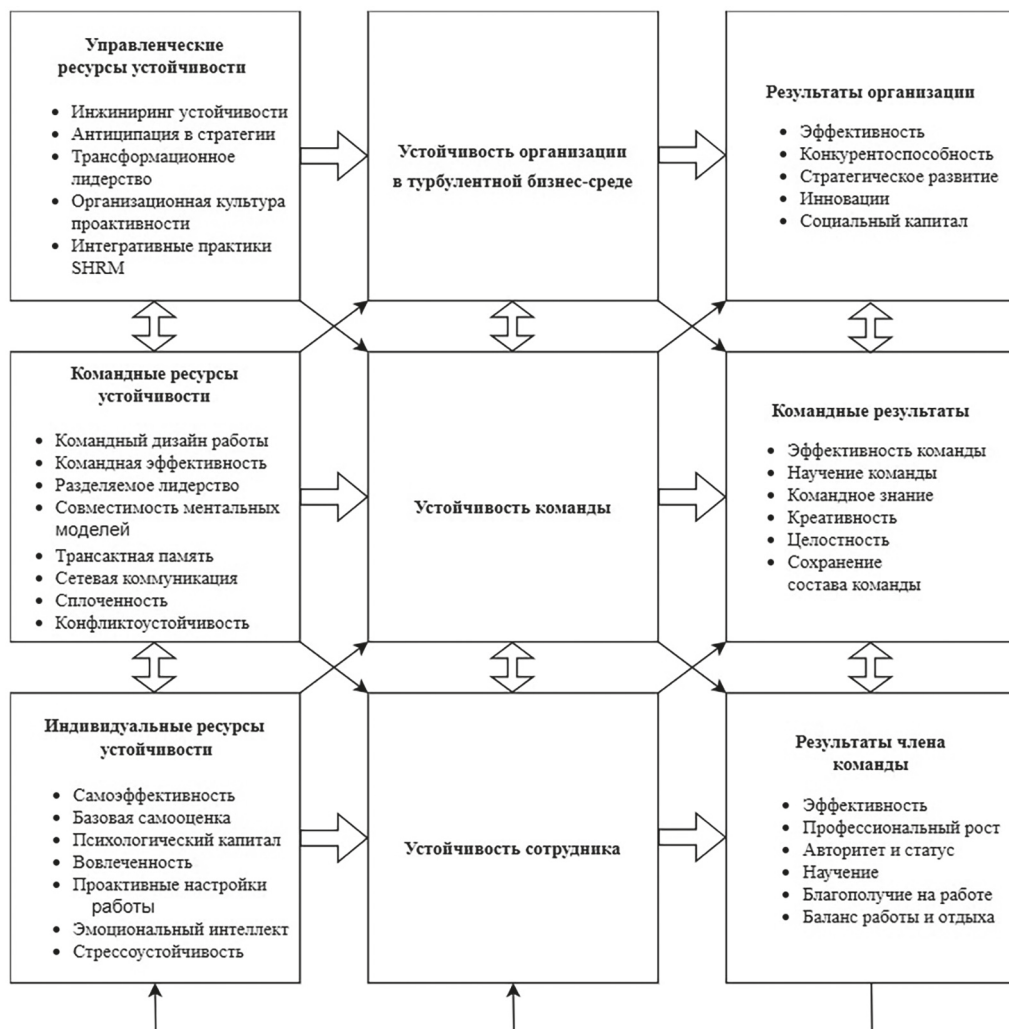 Управленческие
ресурсы устойчивости
• Инжиниринг устойчивости
• Антиципация в стратегии
• Трансформационное
лидерство
• Организационная культура
проактивности
• Интегративные практики
SHRM
Устойчивость организации
в турбулентной бизнес-среде
Результаты организации
• Эффективность
• Конкурентоспособность
• Стратегическое развитие
• Инновации
• Социальный капитал
Командные ресурсы
устойчивости
• Командный дизайн работы
• Командная эффективность
• Разделяемое лидерство
• Совместимость ментальных
моделей
• Трансактная память
• Сетевая коммуникация
• Сплоченность
• Конфликтоустойчивость
Устойчивость команды
Командные результаты
• Эффективность команды
• Научение команды
• Командное знание
• Креативность
• Целостность
• Сохранение
состава команды
Индивидуальные ресурсы
устойчивости
• Самоэффективность
• Базовая самооценка
• Психологический капитал
• Вовлеченность
• Проактивные настройки
работы
• Эмоциональный интеллект
• Стрессоустойчивость
Устойчивость сотрудника
Результаты члена
команды
• Эффективность
• Профессиональный рост
• Авторитет и статус
• Научение
• Благополучие на работе
• Баланс работы и отдыха